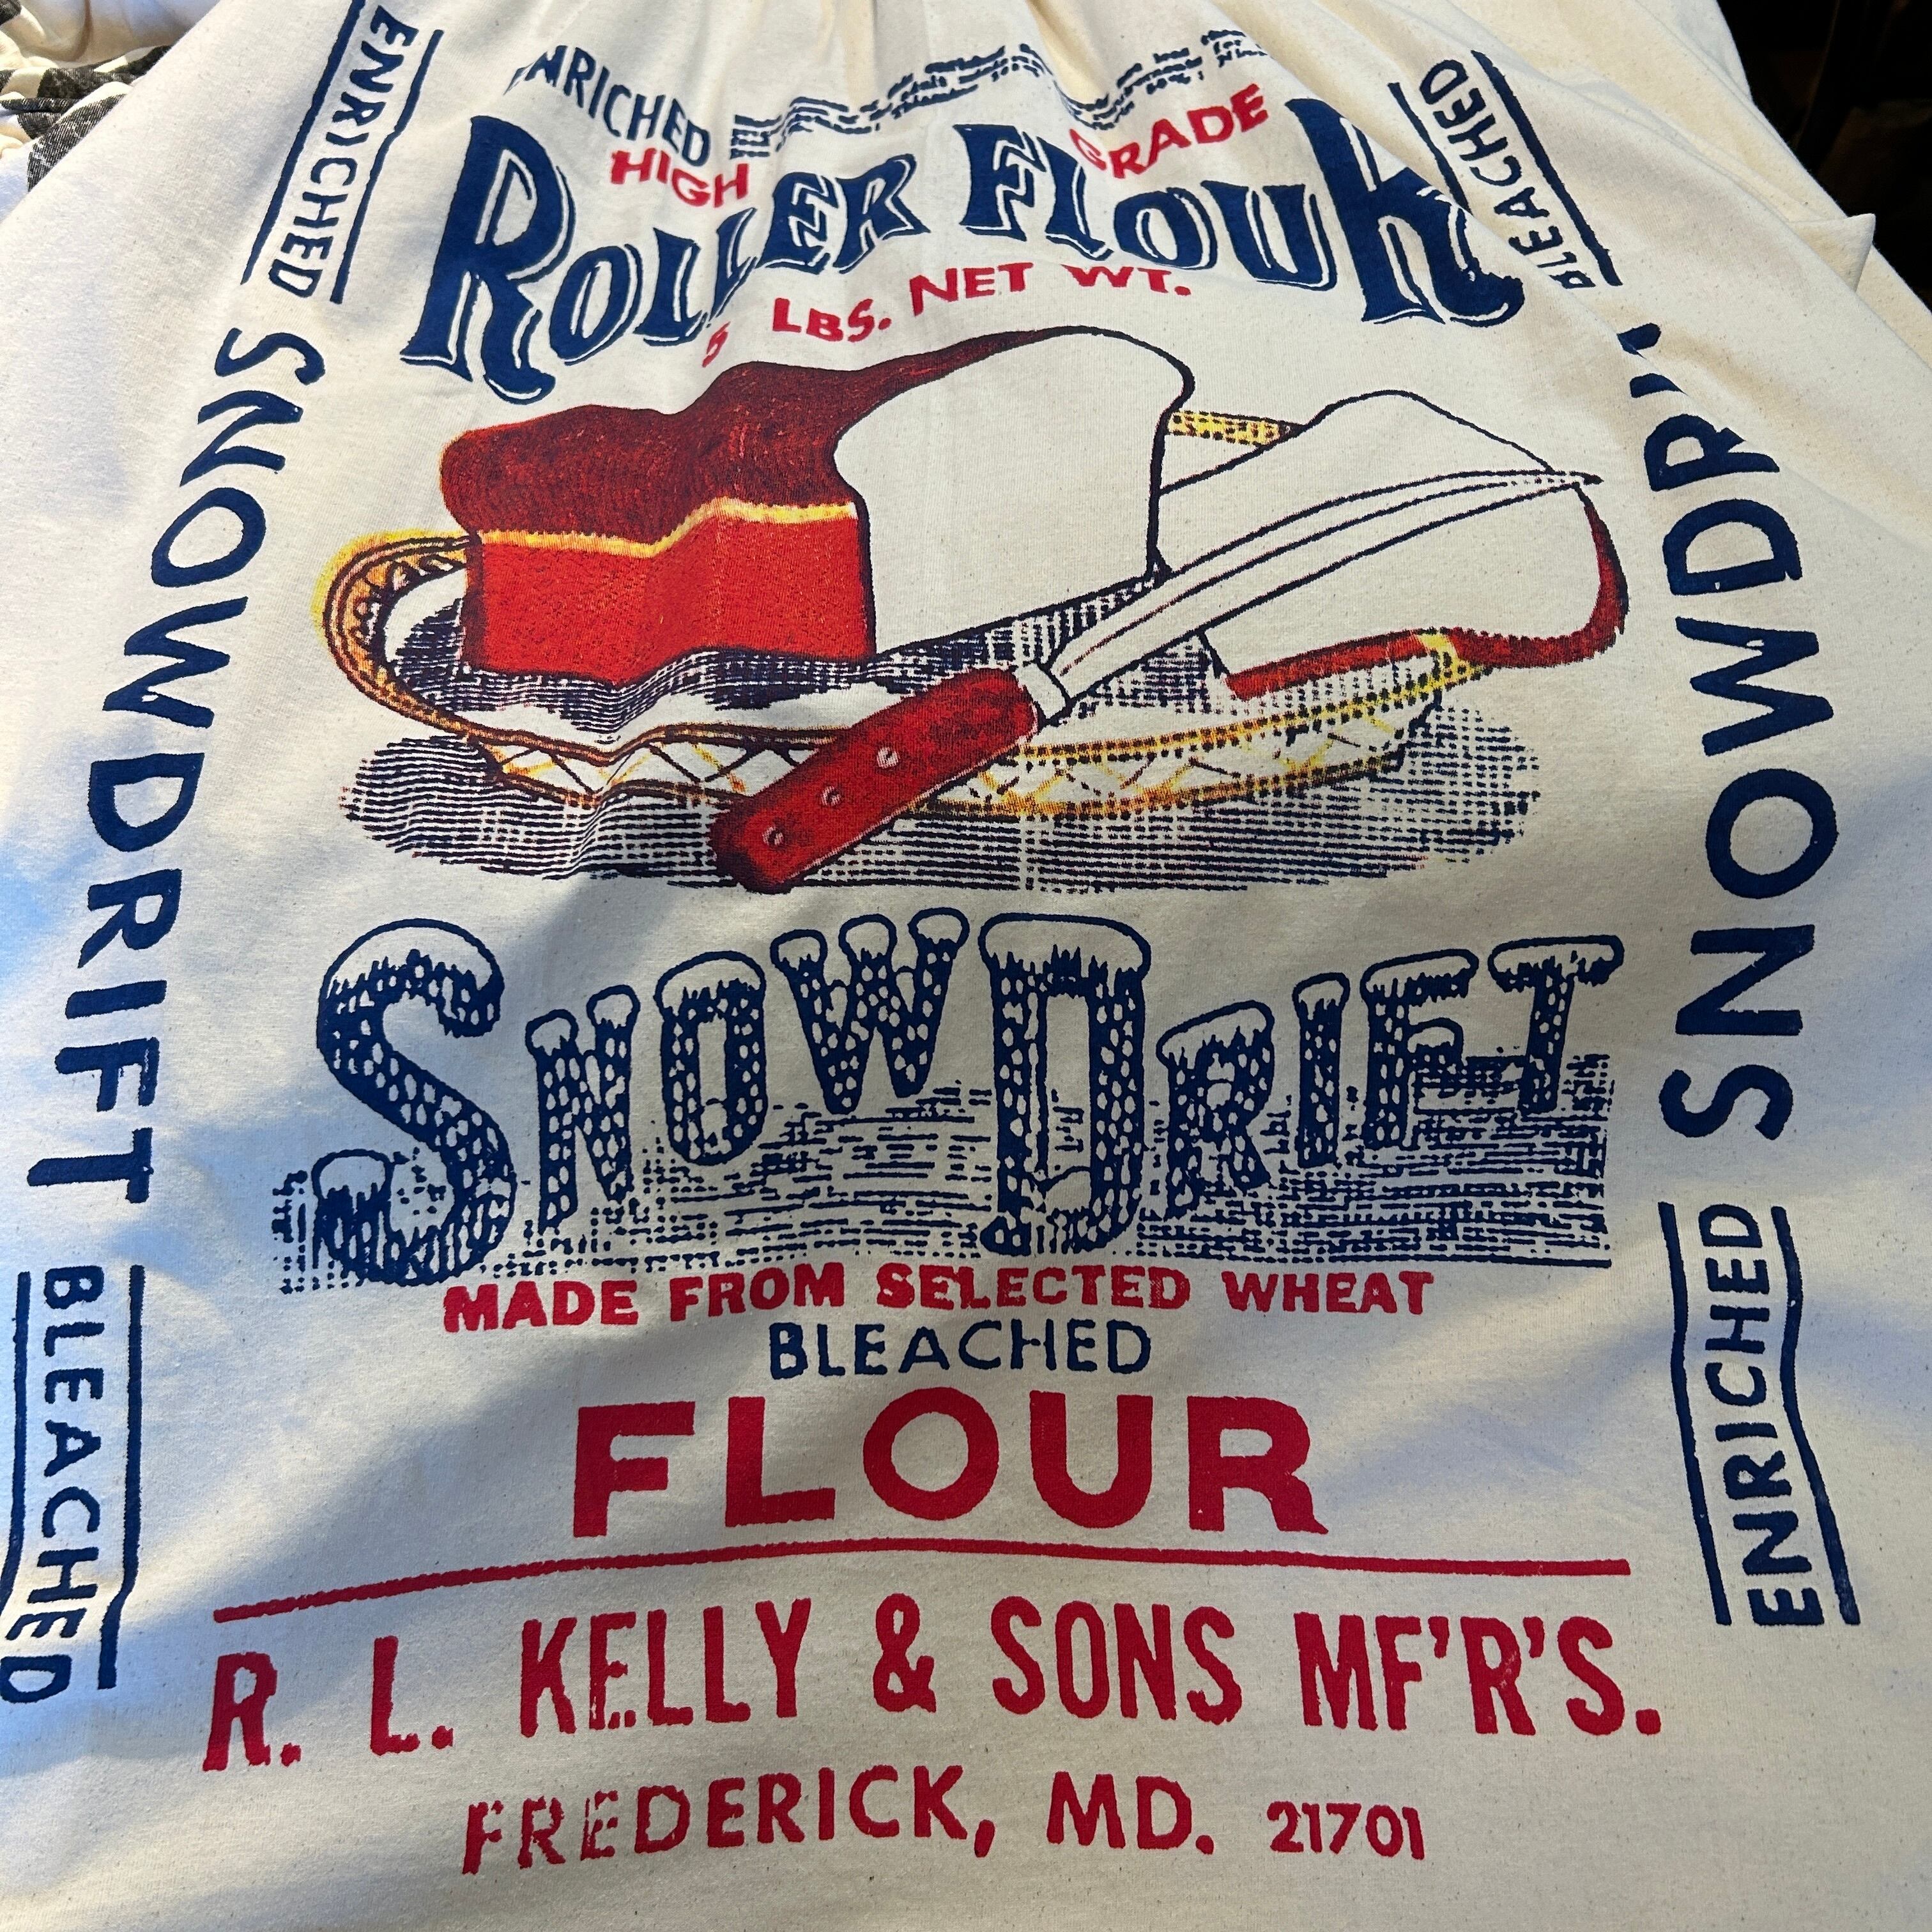 ENRICHED
HIGH GRADE
ROLLER FLOUR
5 LBS. NET WT.
ENRICHED SNOWDRIFT BLEACHED
BLEACHED
ENRICHED SNOWDRI
SNOWDRIFT
MADE FROM SELECTED WHEAT
BLEACHED
FLOUR
R. L. KELLY & SONS MF'R'S.
FREDERICK, MD. 21701